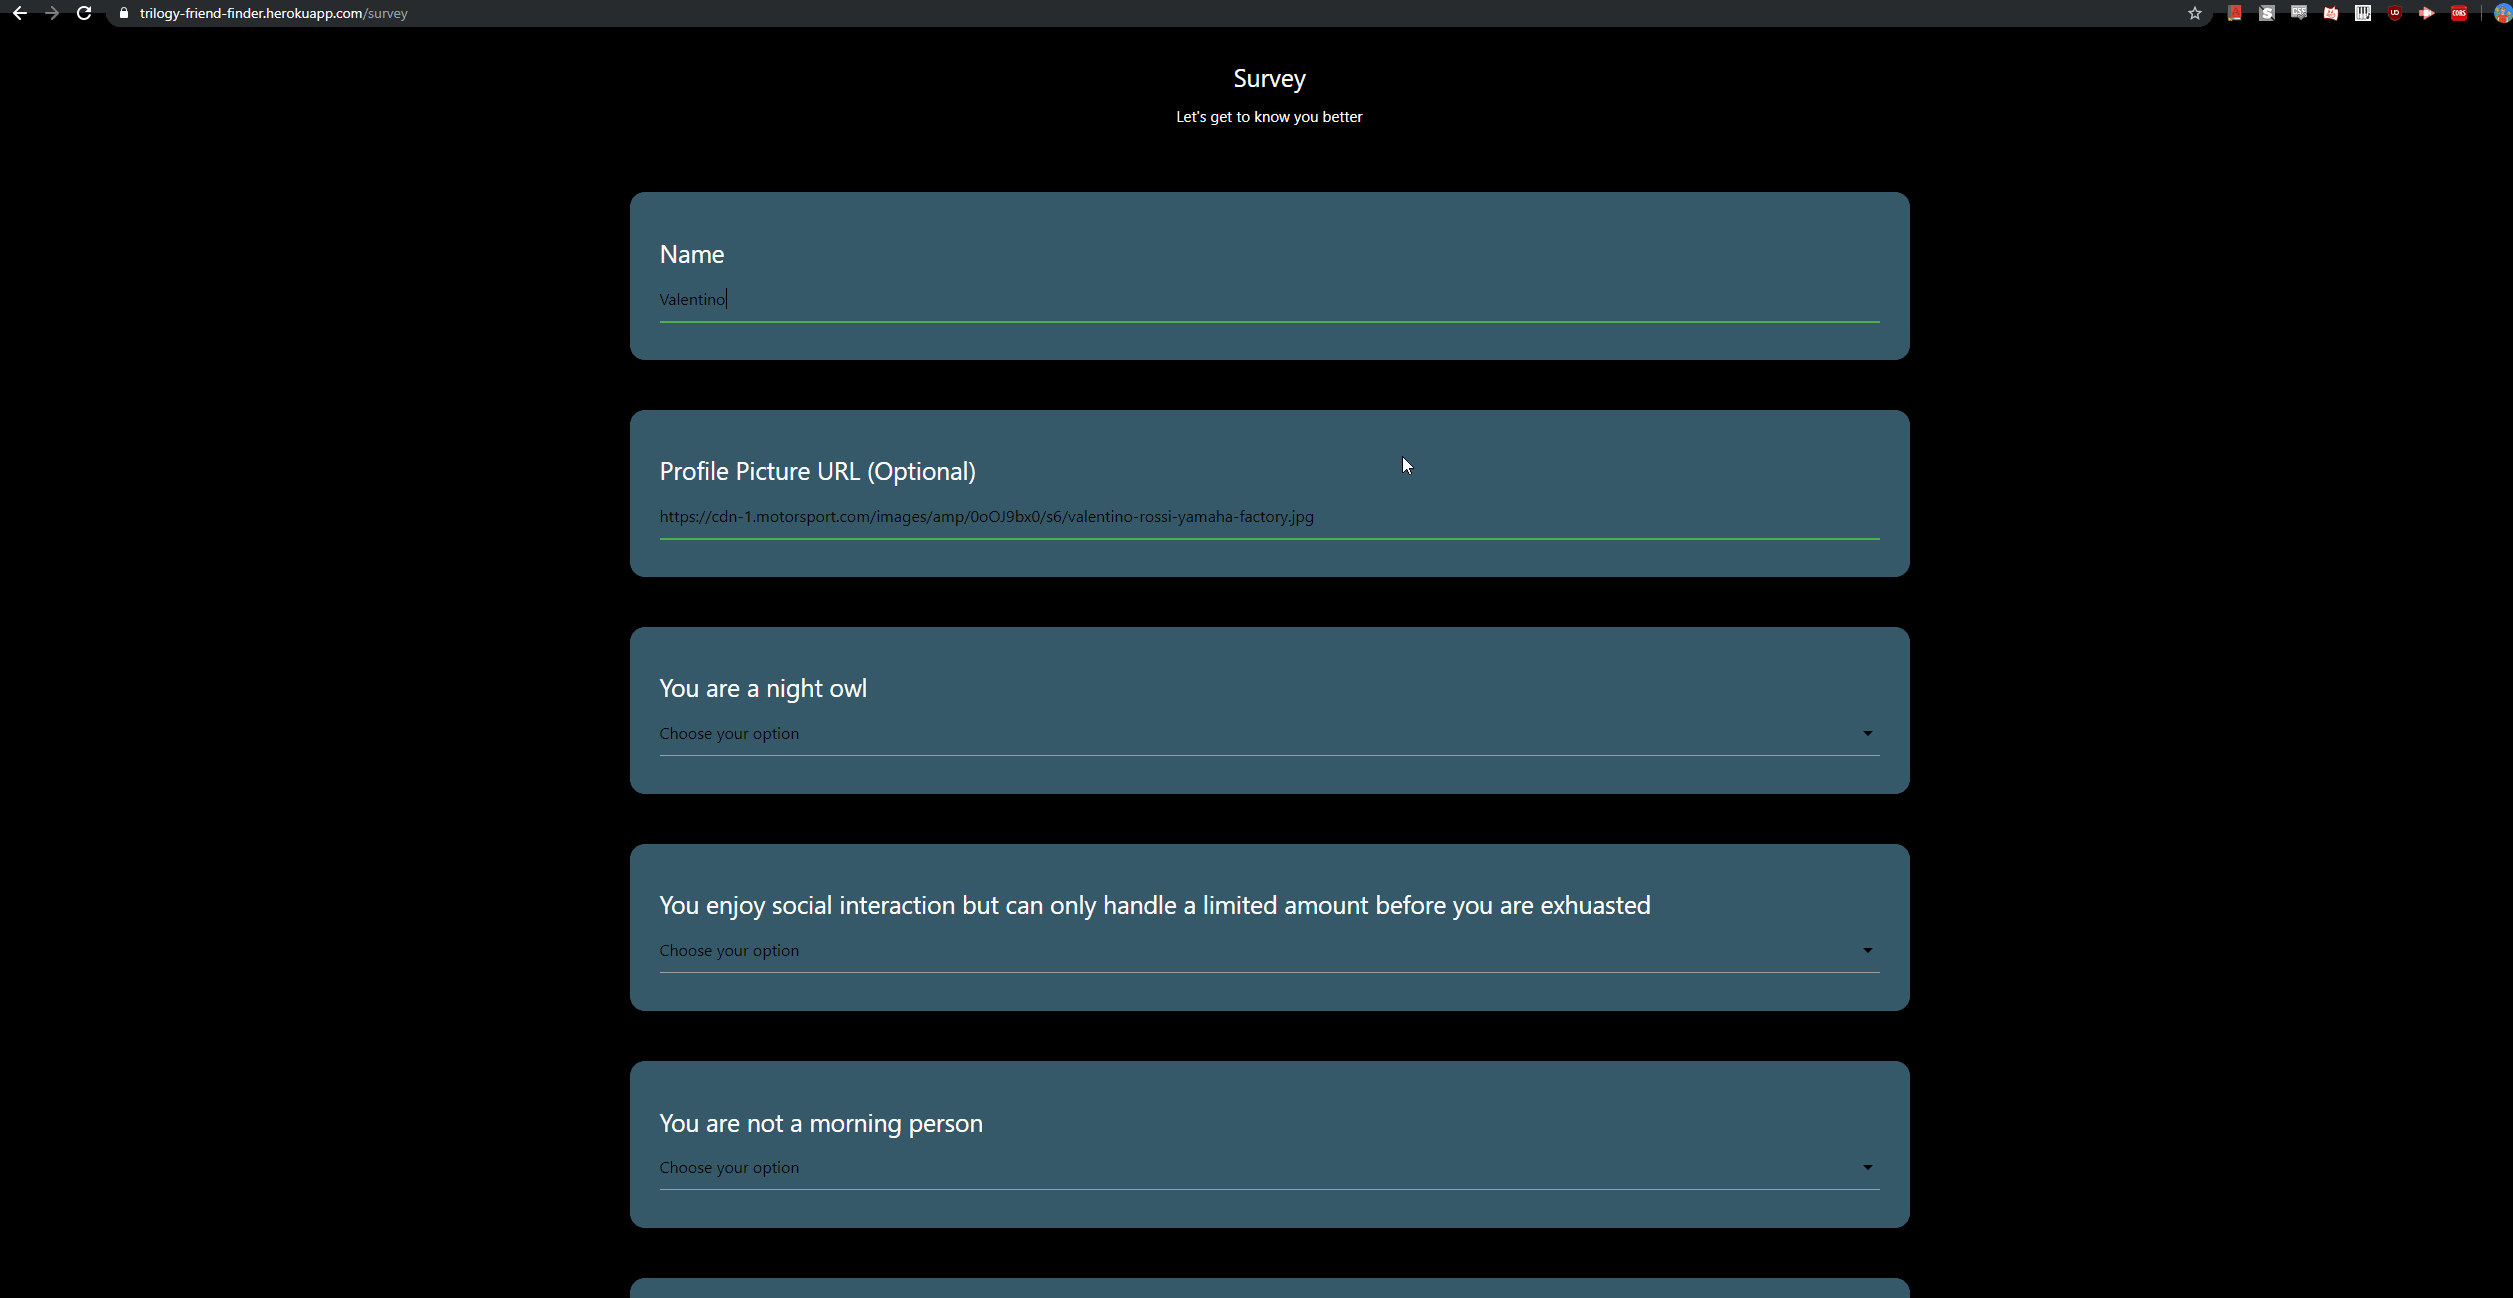 trilogy-friend-finder.herokuapp.com/survey
Survey
Let's get to know you better
Name
Valentino
Profile Picture URL (Optional)
https://cdn-1.motorsport.com/images/amp/0oOJ9bx0/s6/valentino-rossi-yamaha-factory.jpg
You are a night owl
Choose your option
You enjoy social interaction but can only handle a limited amount before you are exhuasted
Choose your option
You are not a morning person
Choose your option